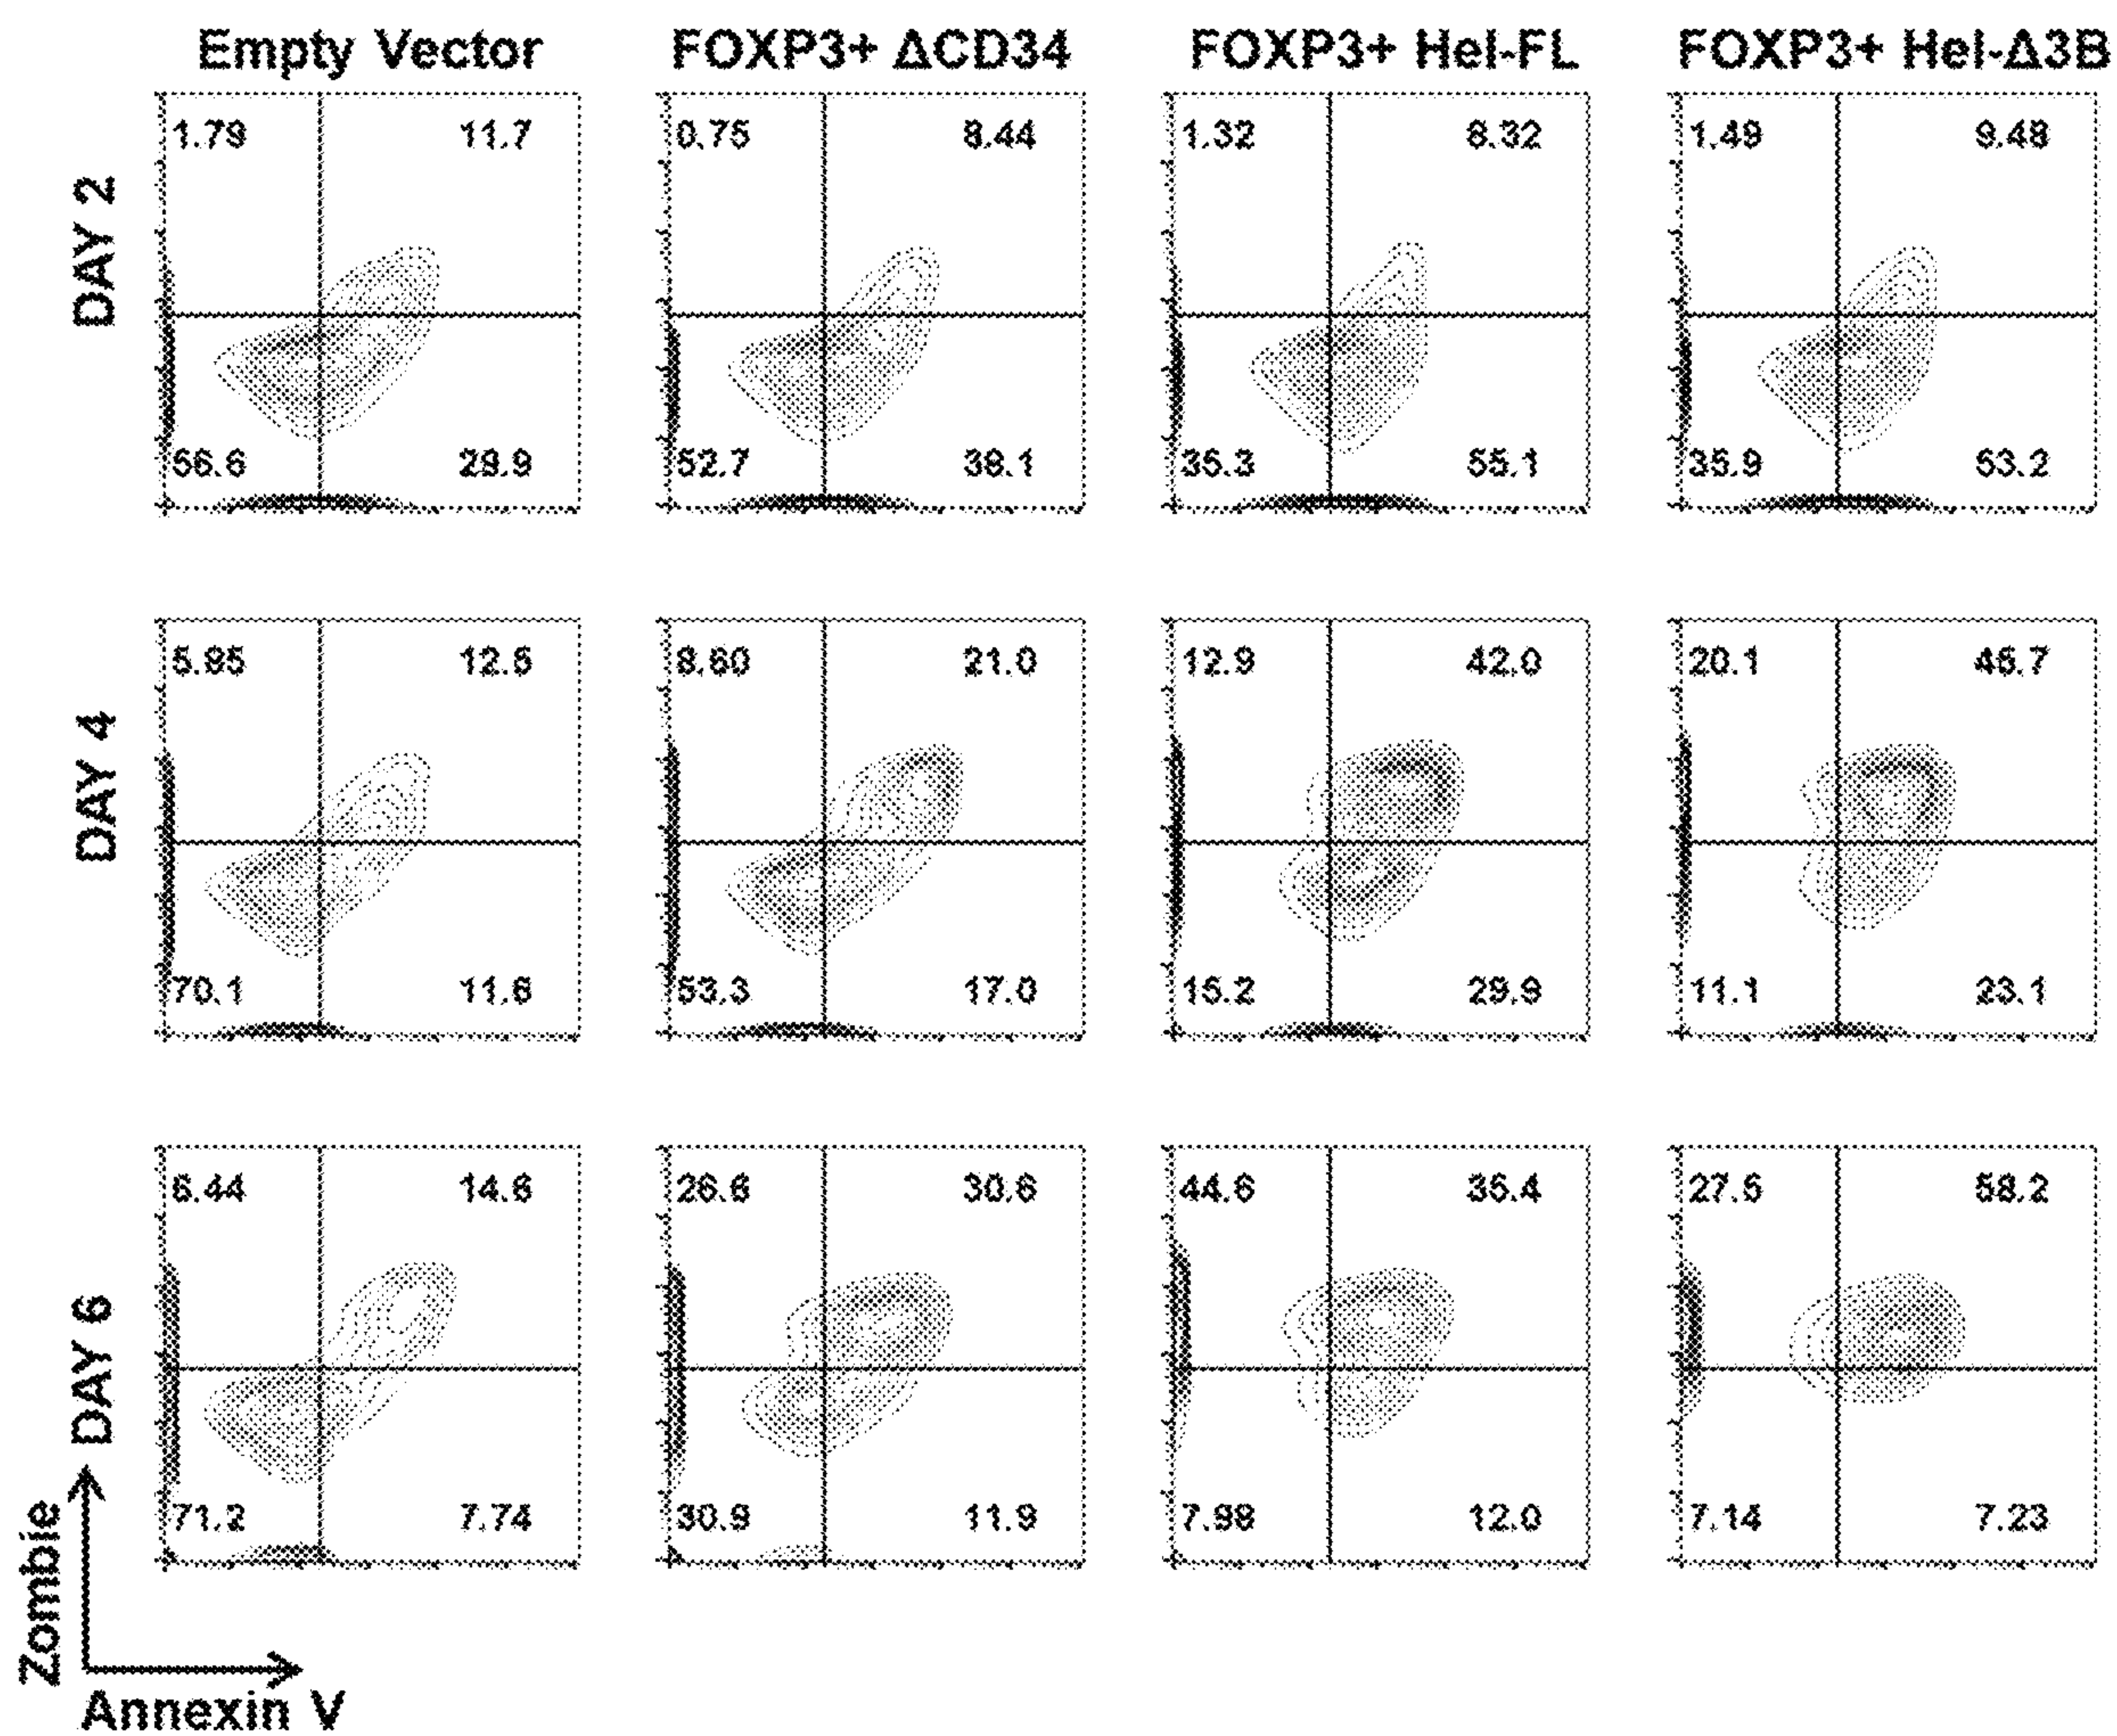 Empty Vector FOXP3+ ΔCD34 FOXP3+ Hel-FL FOXP3+ Hel-Δ3B
DAY 2
1.79 11.7 0.75 8.44 1.32 8.32 1.49 9.48
56.6 29.9 52.7 38.1 35.3 55.1 35.9 53.2
DAY 4
5.85 12.5 8.60 21.0 12.9 42.0 20.1 45.7
70.1 11.6 53.3 17.0 15.2 29.9 11.1 23.1
DAY 6
6.44 14.6 26.6 30.6 44.6 35.4 27.5 58.2
71.2 7.74 30.9 11.9 7.98 12.0 7.14 7.23
Zombie
Annexin V